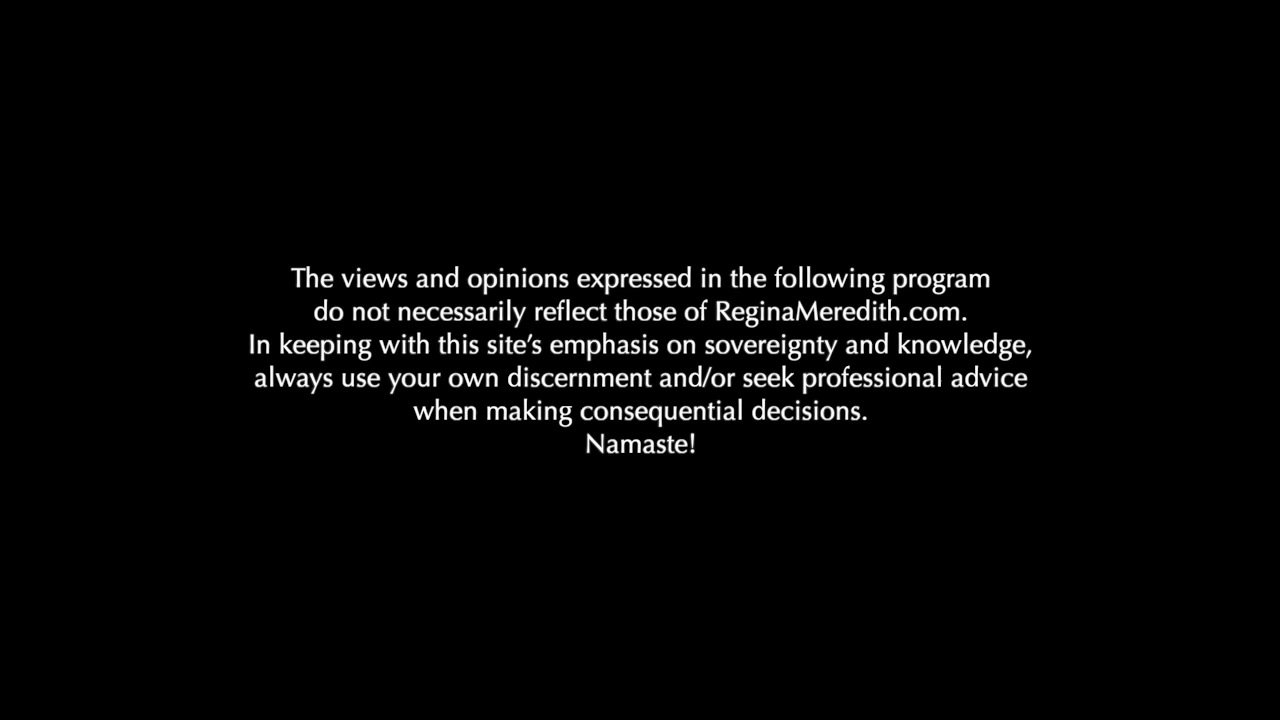 The views and opinions expressed in the following program
do not necessarily reflect those of ReginaMeredith.com.
In keeping with this site’s emphasis on sovereignty and knowledge,
always use your own discernment and/or seek professional advice
when making consequential decisions.
Namaste!